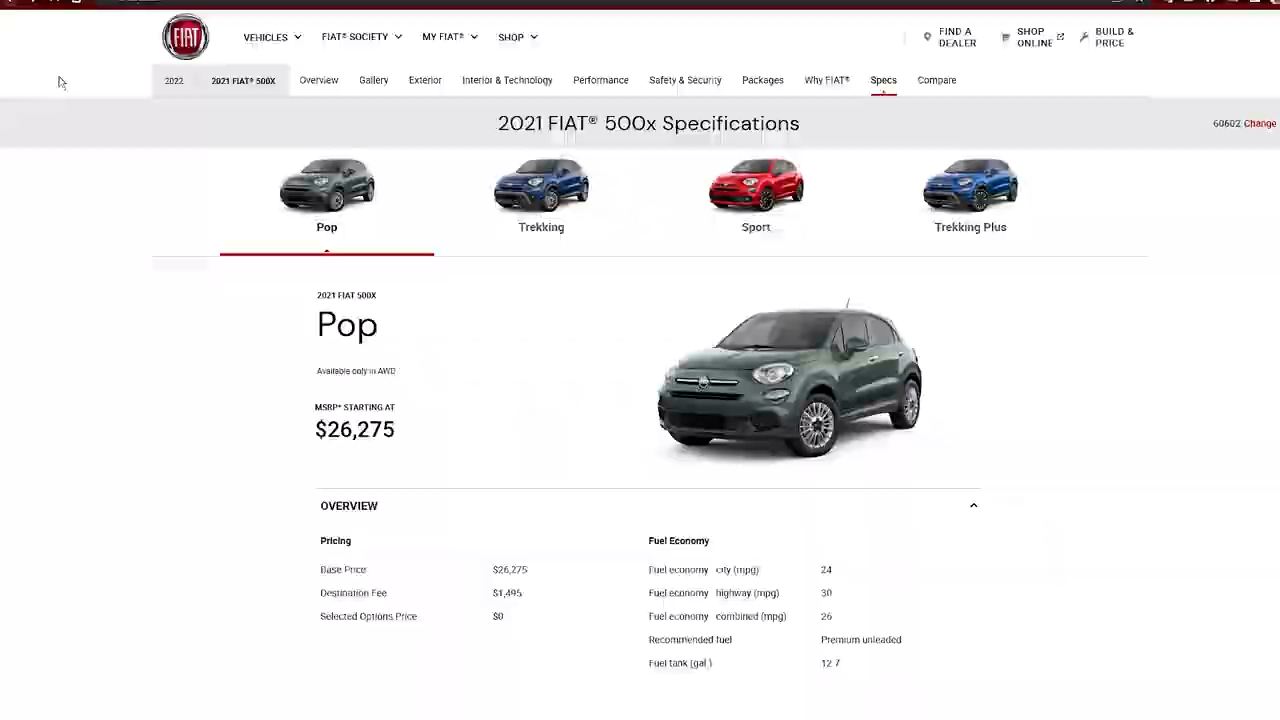 FIAT
VEHICLES
FIAT® SOCIETY
MY FIAT®
SHOP
FIND A
DEALER
SHOP
ONLINE
BUILD &
PRICE
2022
2021 FIAT® 500X
Overview
Gallery
Exterior
Interior & Technology
Performance
Safety & Security
Packages
Why FIAT®
Specs
Compare
2021 FIAT® 500x Specifications
60602 Change
Pop
Trekking
Sport
Trekking Plus
2021 FIAT 500X
Pop
Available only in AWD
MSRP* STARTING AT
$26,275
OVERVIEW
Pricing
Base Price $26,275
Destination Fee $1,495
Selected Options Price $0
Fuel Economy
Fuel economy city (mpg) 24
Fuel economy highway (mpg) 30
Fuel economy combined (mpg) 26
Recommended fuel Premium unleaded
Fuel tank (gal.) 12.7